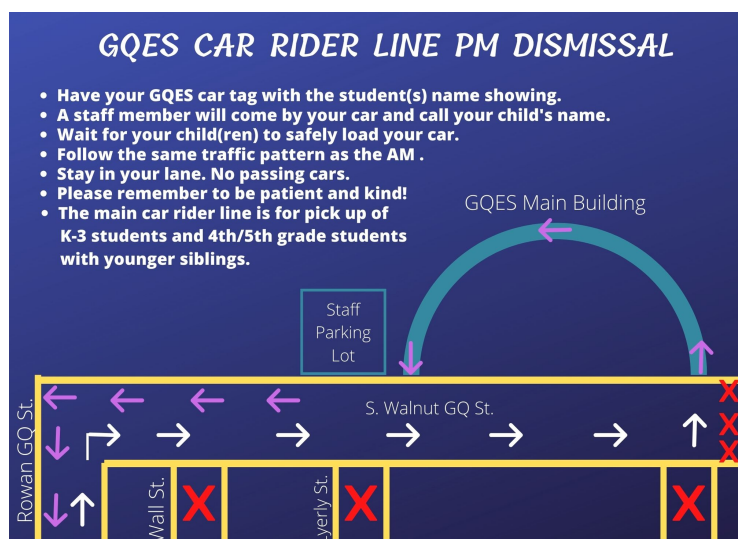 GQES CAR RIDER LINE PM DISMISSAL
• Have your GQES car tag with the student(s) name showing.
• A staff member will come by your car and call your child's name.
• Wait for your child(ren) to safely load your car.
• Follow the same traffic pattern as the AM .
• Stay in your lane. No passing cars.
• Please remember to be patient and kind!
• The main car rider line is for pick up of
K-3 students and 4th/5th grade students
with younger siblings.
GQES Main Building
Staff
Parking
Lot
S. Walnut GQ St.
Rowan GQ St.
Wall St.
Lyerly St.
X
X
X
X
X
X